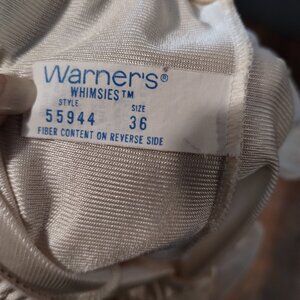 Warner's®
WHIMSIES™
STYLE SIZE
55944 36
FIBER CONTENT ON REVERSE SIDE